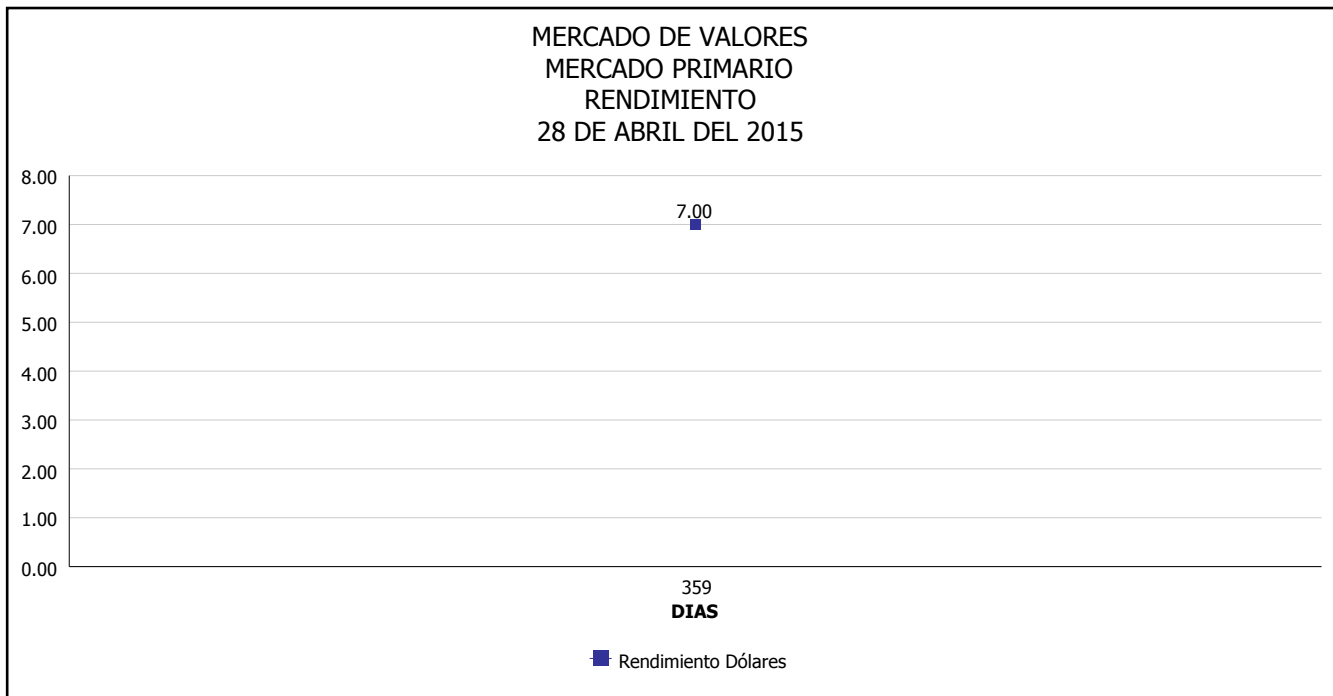 MERCADO DE VALORES
MERCADO PRIMARIO
RENDIMIENTO
28 DE ABRIL DEL 2015
8.00
7.00
7.00
6.00
5.00
4.00
3.00
2.00
1.00
0.00
359
DIAS
Rendimiento Dólares